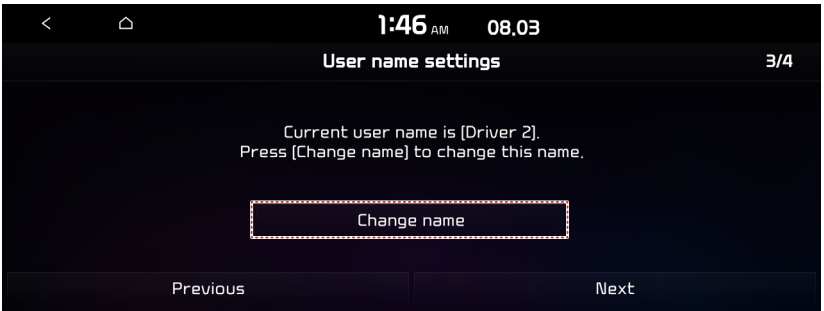 1:46 AM 08.03
User name settings 3/4
Current user name is [Driver 2].
Press [Change name] to change this name.
Change name
Previous Next